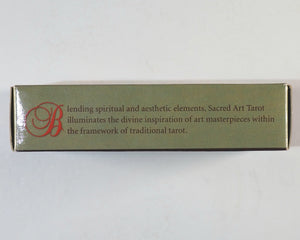 Blending spiritual and aesthetic elements, Sacred Art Tarot
illuminates the divine inspiration of art masterpieces within
the framework of traditional tarot.